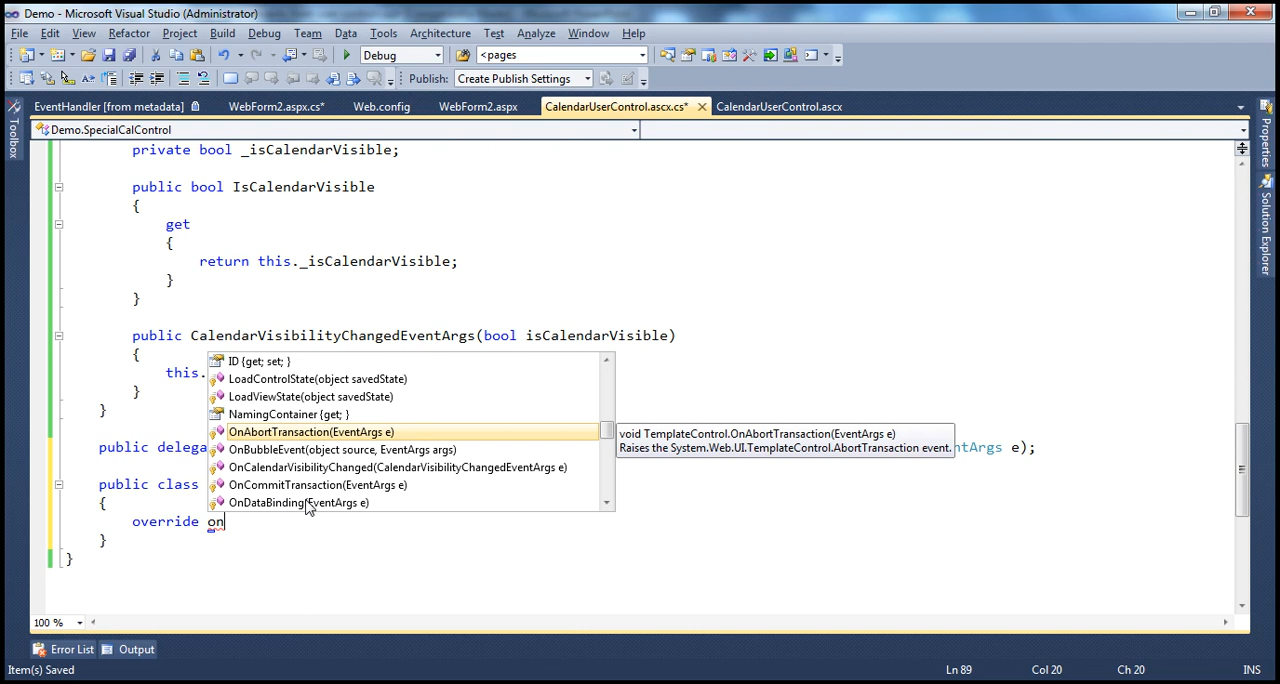 Demo - Microsoft Visual Studio (Administrator)
File Edit View Refactor Project Build Debug Team Data Tools Architecture Test Analyze Window Help
Debug <pages
Publish: Create Publish Settings
EventHandler [from metadata] WebForm2.aspx.cs* Web.config WebForm2.aspx CalendarUserControl.ascx.cs* CalendarUserControl.ascx
Demo.SpecialCalControl
Toolbox
Properties
Solution Explorer
private bool _isCalendarVisible;
public bool IsCalendarVisible
{
get
{
return this._isCalendarVisible;
}
}
public CalendarVisibilityChangedEventArgs(bool isCalendarVisible)
{
this.
}
}
public delega
entArgs e);
public class
{
override on
}
}
ID {get; set; }
LoadControlState(object savedState)
LoadViewState(object savedState)
NamingContainer {get; }
OnAbortTransaction(EventArgs e)
OnBubbleEvent(object source, EventArgs args)
OnCalendarVisibilityChanged(CalendarVisibilityChangedEventArgs e)
OnCommitTransaction(EventArgs e)
OnDataBinding(EventArgs e)
void TemplateControl.OnAbortTransaction(EventArgs e)
Raises the System.Web.UI.TemplateControl.AbortTransaction event.
100 %
Error List Output
Item(s) Saved Ln 89 Col 20 Ch 20 INS